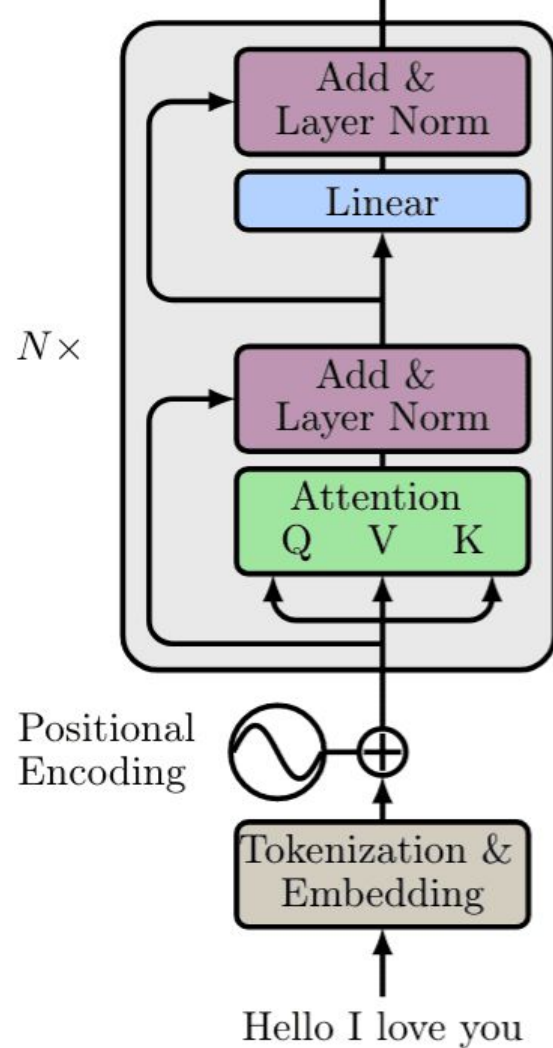 Add &
Layer Norm
Linear
N×
Add &
Layer Norm
Attention
Q V K
Positional
Encoding
Tokenization &
Embedding
Hello I love you